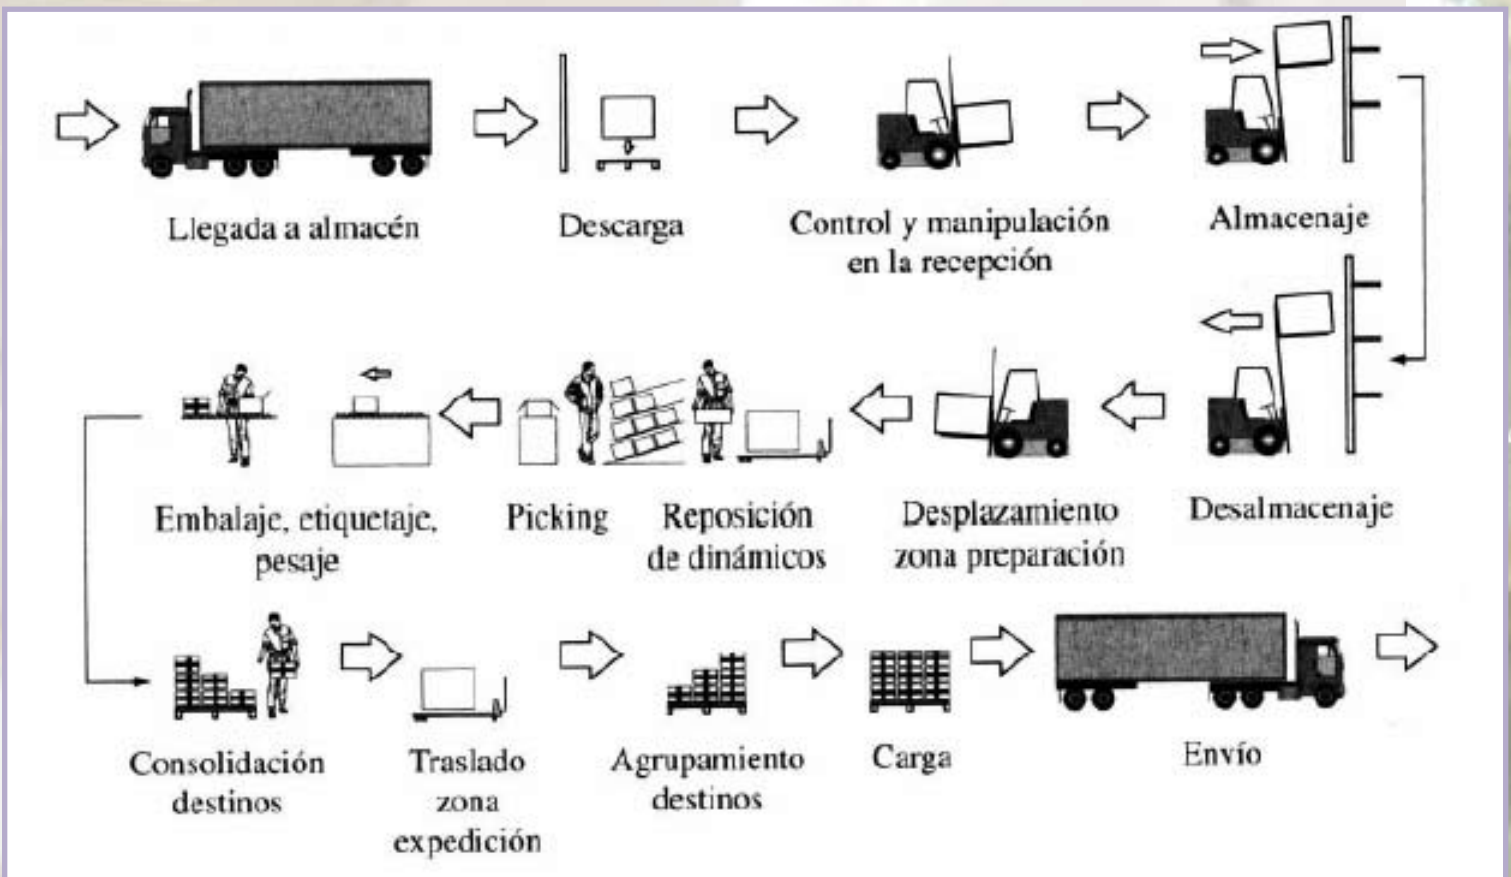 Llegada a almacén
Descarga
Control y manipulación
en la recepción
Almacenaje
Desalmacenaje
Desplazamiento
zona preparación
Reposición
de dinámicos
Picking
Embalaje, etiquetaje,
pesaje
Consolidación
destinos
Traslado
zona
expedición
Agrupamiento
destinos
Carga
Envío